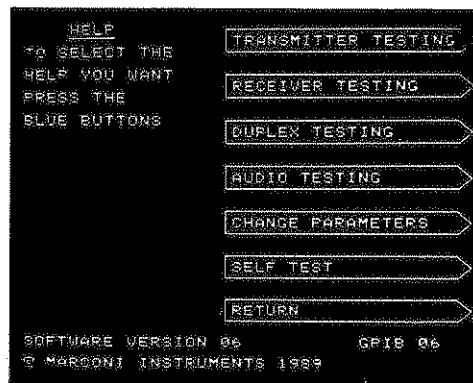 HELP
TO SELECT THE
HELP YOU WANT
PRESS THE
BLUE BUTTONS
TRANSMITTER TESTING
RECEIVER TESTING
DUPLEX TESTING
AUDIO TESTING
CHANGE PARAMETERS
SELF TEST
RETURN
SOFTWARE VERSION 06 GPIB 06
© MARCONI INSTRUMENTS 1989